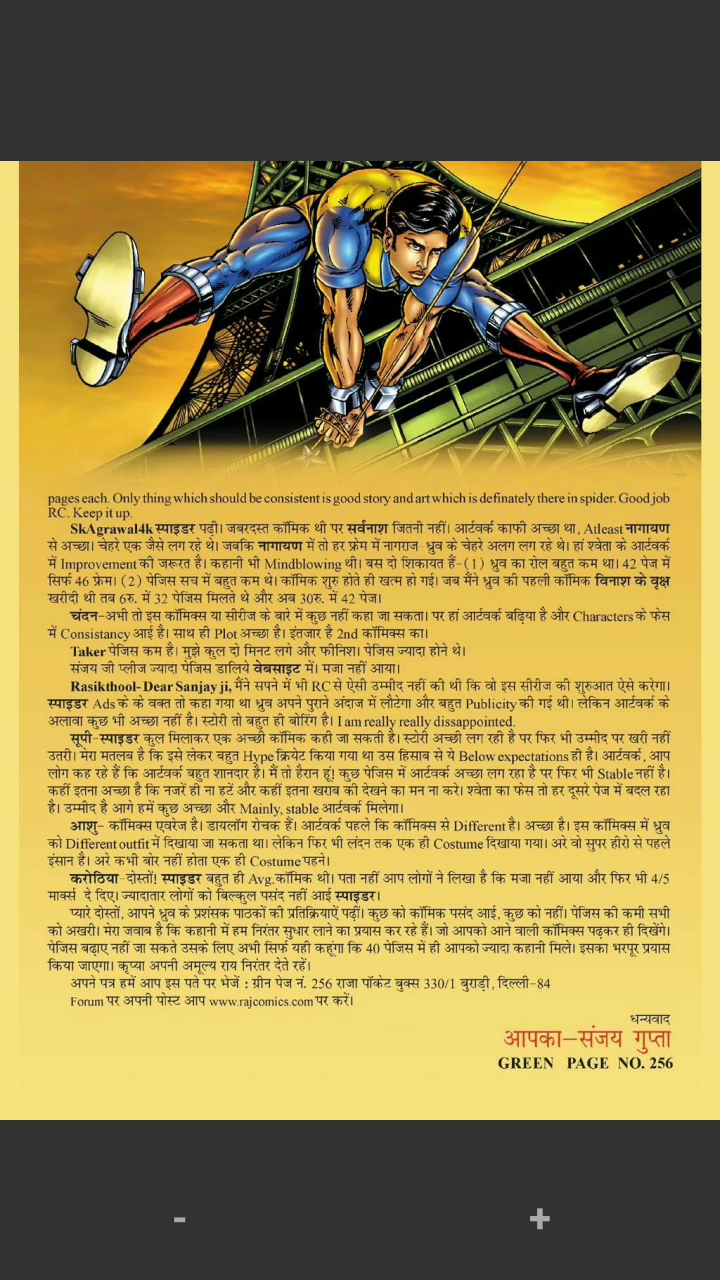 pages each. Only thing which should be consistent is good story and art which is definately there in spider. Good job
RC. Keep it up.
SkAgrawal4k स्पाइडर पढ़ी। जबरदस्त कॉमिक थी पर सर्वनाश जितनी नहीं। आर्टवर्क काफी अच्छा था, Atleast नागायण
से अच्छा। चेहरे एक जैसे लग रहे थे। जबकि नागायण में तो हर फ्रेम में नागराज ध्रुव के चेहरे अलग लग रहे थे। हां श्वेता के आर्टवर्क
में Improvement की जरूरत है। कहानी भी Mindblowing थी। बस दो शिकायत हैं-(1) ध्रुव का रोल बहुत कम था। 42 पेज में
सिर्फ 46 फ्रेम। (2) पेजिस सच में बहुत कम थे। कॉमिक शुरु होते ही खत्म हो गई। जब मैंने ध्रुव की पहली कॉमिक विनाश के वृक्ष
खरीदी थी तब 6रु. में 32 पेजिस मिलते थे और अब 30रु. में 42 पेज।
चंदन-अभी तो इस कॉमिक्स या सीरीज के बारे में कुछ नहीं कहा जा सकता। पर हां आर्टवर्क बढ़िया है और Characters के फेस
में Consistancy आई है। साथ ही Plot अच्छा है। इंतजार है 2nd कॉमिक्स का।
Taker पेजिस कम है। मुझे कुल दो मिनट लगे और फीनिश। पेजिस ज्यादा होने थे।
संजय जी प्लीज ज्यादा पेजिस डालिये वेबसाइट में। मजा नहीं आया।
Rasikthool- Dear Sanjay ji, मैंने सपने में भी RC से ऐसी उम्मीद नहीं की थी कि वो इस सीरीज की शुरुआत ऐसे करेगा।
स्पाइडर Ads के के वक्त तो कहा गया था ध्रुव अपने पुराने अंदाज में लौटेगा और बहुत Publicity की गई थी। लेकिन आर्टवर्क के
अलावा कुछ भी अच्छा नहीं है। स्टोरी तो बहुत ही बोरिंग है। I am really really dissappointed.
सूपी-स्पाइडर कुल मिलाकर एक अच्छी कॉमिक कही जा सकती है। स्टोरी अच्छी लग रही है पर फिर भी उम्मीद पर खरी नहीं
उतरी। मेरा मतलब है कि इसे लेकर बहुत Hype क्रियेट किया गया था उस हिसाब से ये Below expectations ही है। आर्टवर्क, आप
लोग कह रहे हैं कि आर्टवर्क बहुत शानदार है। मैं तो हैरान हूं! कुछ पेजिस में आर्टवर्क अच्छा लग रहा है पर फिर भी Stable नहीं है।
कहीं इतना अच्छा है कि नजरें ही ना हटें और कहीं इतना खराब की देखने का मन ना करे। श्वेता का फेस तो हर दूसरे पेज में बदल रहा
है। उम्मीद है आगे हमें कुछ अच्छा और Mainly, stable आर्टवर्क मिलेगा।
आशु- कॉमिक्स एवरेज है। डायलॉग रोचक हैं। आर्टवर्क पहले कि कॉमिक्स से Different है। अच्छा है। इस कॉमिक्स में ध्रुव
को Different outfit में दिखाया जा सकता था। लेकिन फिर भी लंदन तक एक ही Costume दिखाया गया। अरे वो सुपर हीरो से पहले
इंसान है। अरे कभी बोर नहीं होता एक ही Costume पहने।
करोठिया-दोस्तों! स्पाइडर बहुत ही Avg. कॉमिक थी। पता नहीं आप लोगों ने लिखा है कि मजा नहीं आया और फिर भी 4/5
मार्क्स दे दिए। ज्यादातार लोगों को बिल्कुल पसंद नहीं आई स्पाइडर।
प्यारे दोस्तों, आपने ध्रुव के प्रशंसक पाठकों की प्रतिक्रियाऐं पढ़ीं। कुछ को कॉमिक पसंद आई, कुछ को नहीं। पेजिस की कमी सभी
को अखरी। मेरा जवाब है कि कहानी में हम निरंतर सुधार लाने का प्रयास कर रहे हैं। जो आपको आने वाली कॉमिक्स पढ़कर ही दिखेंगे।
पेजिस बढ़ाए नहीं जा सकते उसके लिए अभी सिर्फ यही कहूंगा कि 40 पेजिस में ही आपको ज्यादा कहानी मिले। इसका भरपूर प्रयास
किया जाएगा। कृप्या अपनी अमूल्य राय निरंतर देते रहें।
अपने पत्र हमें आप इस पते पर भेजें : ग्रीन पेज नं. 256 राजा पॉकेट बुक्स 330/1 बुराड़ी, दिल्ली-84
Forum पर अपनी पोस्ट आप www.rajcomics.com पर करें।
धन्यवाद
आपका-संजय गुप्ता
GREEN PAGE NO. 256
- +